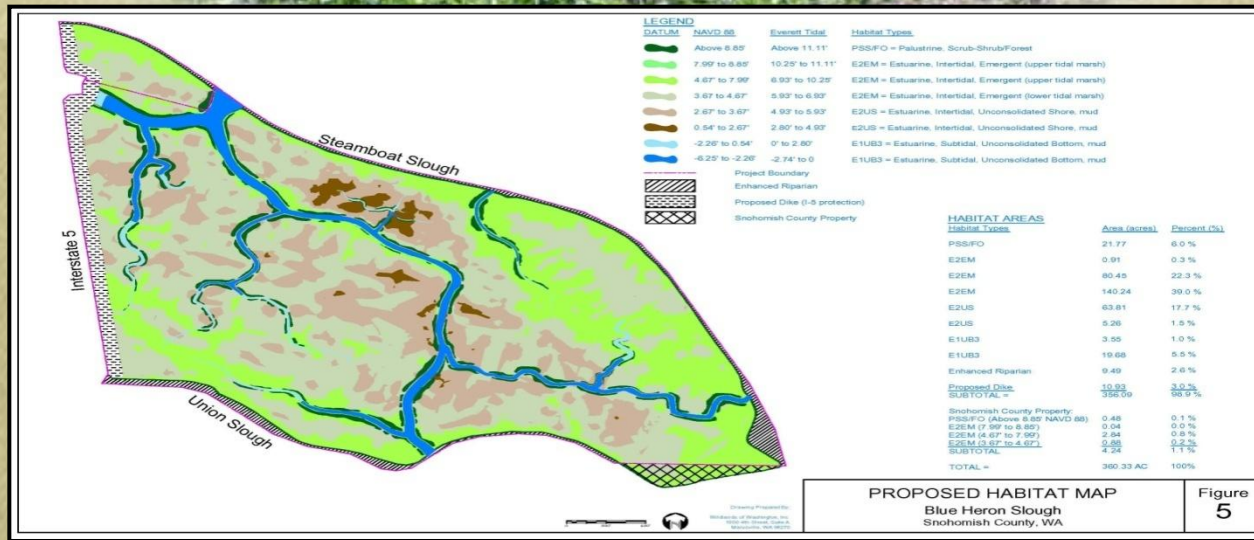 LEGEND
DATUM NAVD 88 Everett Tidal Habitat Types
Above 8.85' Above 11.11' PSS/FO = Palustrine, Scrub-Shrub/Forest
7.99' to 8.85' 10.25' to 11.11' E2EM = Estuarine, Intertidal, Emergent (upper tidal marsh)
4.67' to 7.99' 6.93' to 10.25' E2EM = Estuarine, Intertidal, Emergent (upper tidal marsh)
3.67 to 4.67' 5.93' to 6.93' E2EM = Estuarine, Intertidal, Emergent (lower tidal marsh)
2.67' to 3.67' 4.93' to 5.93' E2US = Estuarine, Intertidal, Unconsolidated Shore, mud
0.54' to 2.67' 2.80' to 4.93' E2US = Estuarine, Intertidal, Unconsolidated Shore, mud
-2.26' to 0.54' 0' to 2.80' E1UB3 = Estuarine, Subtidal, Unconsolidated Bottom, mud
-6.25' to -2.26' -2.74' to 0 E1UB3 = Estuarine, Subtidal, Unconsolidated Bottom, mud
Project Boundary
Enhanced Riparian
Proposed Dike (I-5 protection)
Snohomish County Property
Steamboat Slough
Interstate 5
Union Slough
HABITAT AREAS
Habitat Types Area (acres) Percent (%)
PSS/FO 21.77 6.0 %
E2EM 0.91 0.3 %
E2EM 80.45 22.3 %
E2EM 140.24 39.0 %
E2US 63.81 17.7 %
E2US 5.26 1.5 %
E1UB3 3.55 1.0 %
E1UB3 19.68 5.5 %
Enhanced Riparian 9.49 2.6 %
Proposed Dike 10.93 3.0 %
SUBTOTAL = 356.09 98.9 %
Snohomish County Property:
PSS/FO (Above 8.85' NAVD 88) 0.48 0.1 %
E2EM (7.99' to 8.85') 0.04 0.0 %
E2EM (4.67' to 7.99') 2.84 0.8 %
E2EM (3.67' to 4.67') 0.88 0.2 %
SUBTOTAL 4.24 1.1 %
TOTAL = 360.33 AC 100%
Drawing Prepared By:
Wildlands of Washington, Inc.
PROPOSED HABITAT MAP
Blue Heron Slough
Snohomish County, WA
Figure
5